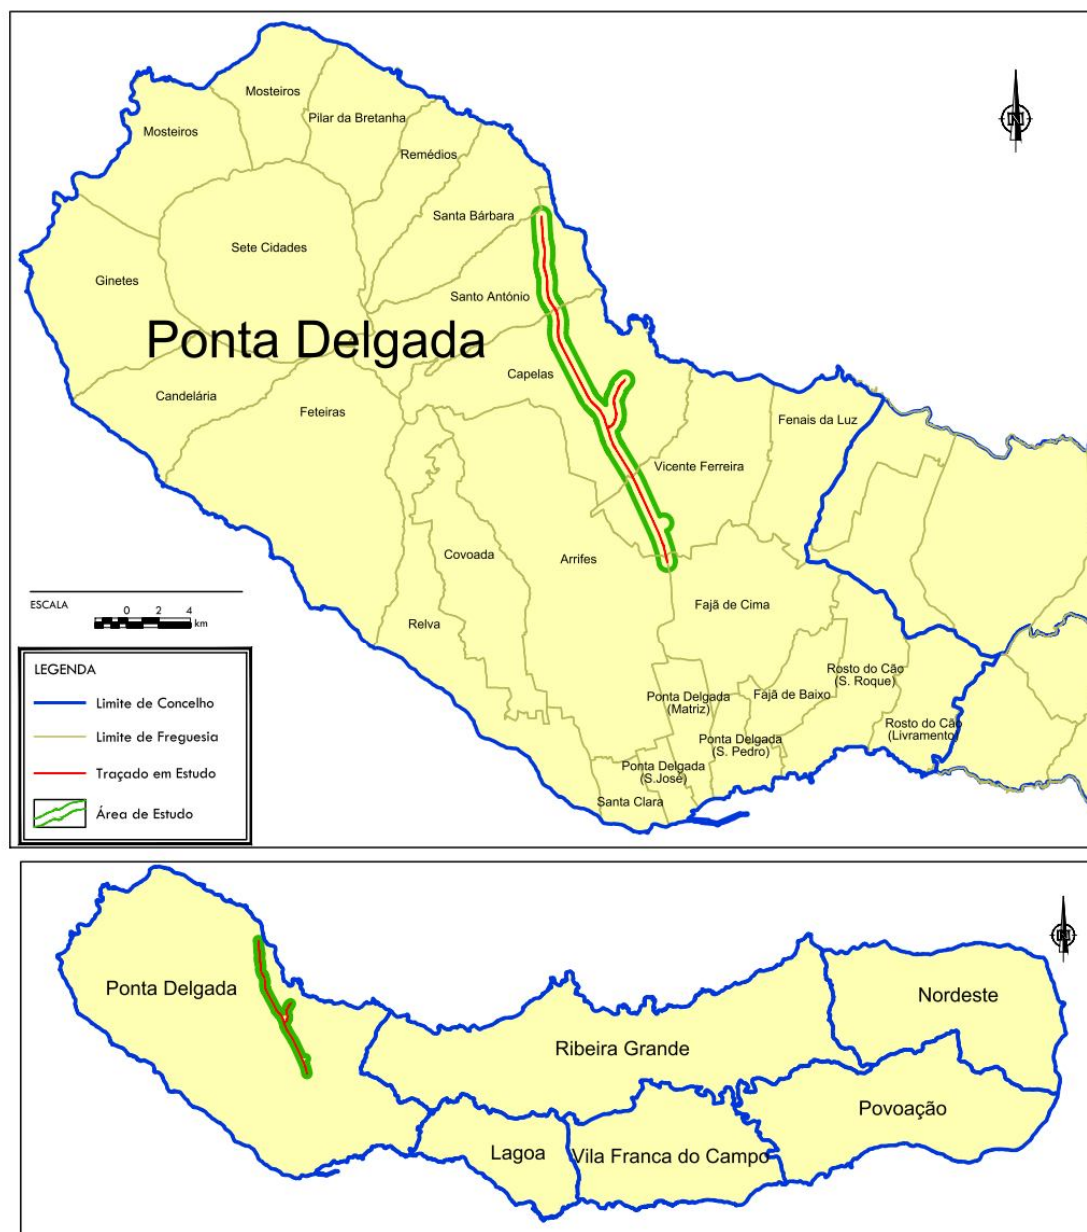 Mosteiros
Pilar da Bretanha
Mosteiros
Remédios
N
Santa Bárbara
Sete Cidades
Ginetes
Santo António
Ponta Delgada
Capelas
Candelária
Feteiras
Fenais da Luz
Vicente Ferreira
Covoada
Arrifes
ESCALA
0 2 4
km
Fajã de Cima
Relva
LEGENDA
Limite de Concelho
Limite de Freguesia
Traçado em Estudo
Área de Estudo
Rosto do Cão
(S. Roque)
Ponta Delgada
(Matriz)
Fajã de Baixo
Rosto do Cão
(Livramento)
Ponta Delgada
(S. Pedro)
Ponta Delgada
(S.José)
Santa Clara
N
Ponta Delgada
Nordeste
Ribeira Grande
Povoação
Lagoa
Vila Franca do Campo